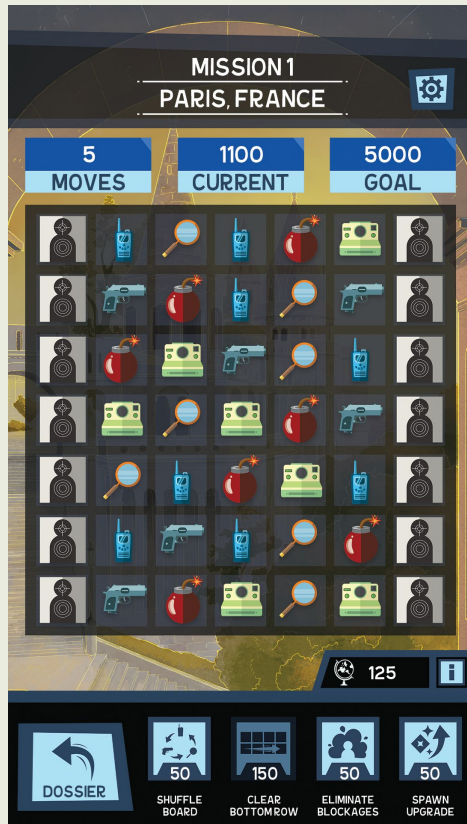 MISSION 1
PARIS, FRANCE
5 1100 5000
MOVES CURRENT GOAL
125 i
DOSSIER
50 150 50 50
SHUFFLE CLEAR ELIMINATE SPAWN
BOARD BOTTOM ROW BLOCKAGES UPGRADE